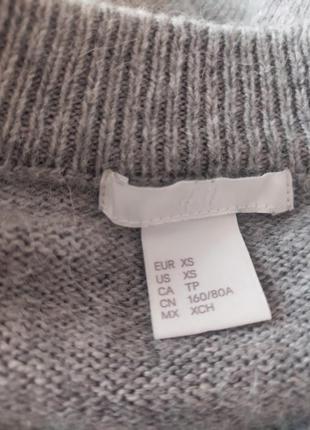 EUR XS
US XS
CA TP
CN 160/80A
MX XCH